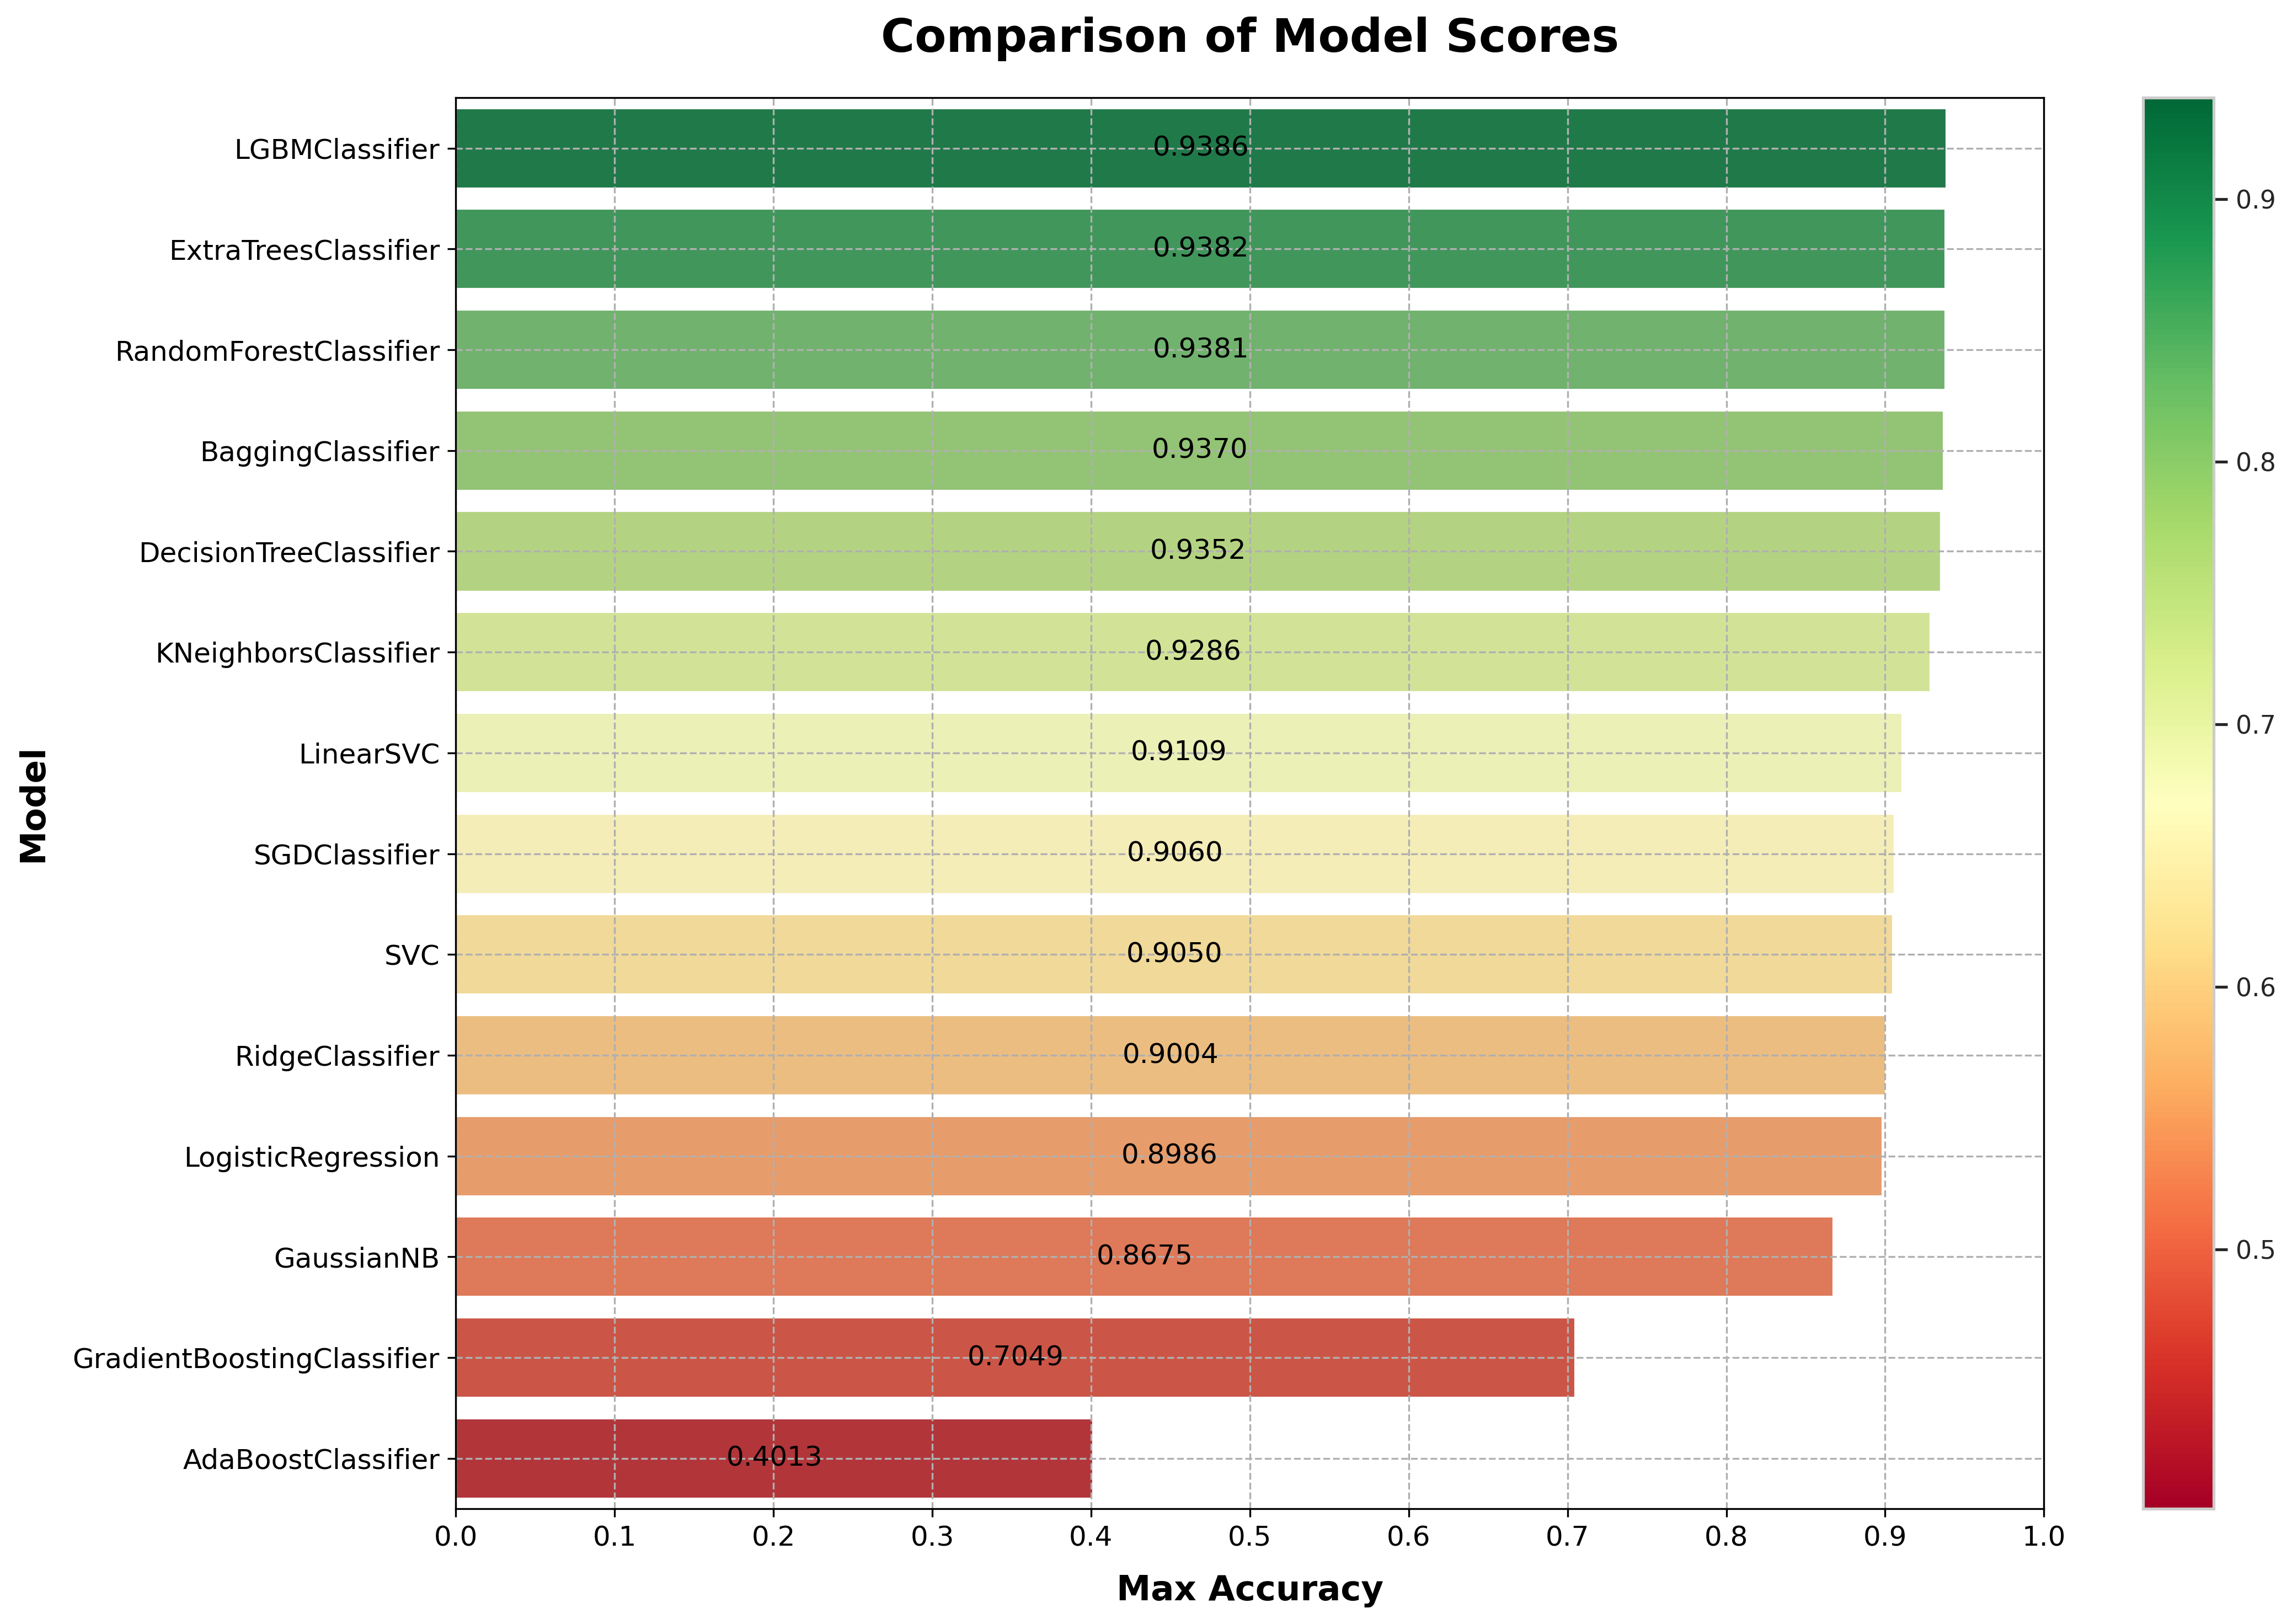 Comparison of Model Scores
LGBMClassifier 0.9386
ExtraTreesClassifier 0.9382
RandomForestClassifier 0.9381
BaggingClassifier 0.9370
DecisionTreeClassifier 0.9352
KNeighborsClassifier 0.9286
LinearSVC 0.9109
SGDClassifier 0.9060
SVC 0.9050
RidgeClassifier 0.9004
LogisticRegression 0.8986
GaussianNB 0.8675
GradientBoostingClassifier 0.7049
AdaBoostClassifier 0.4013
Model
0.0 0.1 0.2 0.3 0.4 0.5 0.6 0.7 0.8 0.9 1.0
Max Accuracy
0.9
0.8
0.7
0.6
0.5